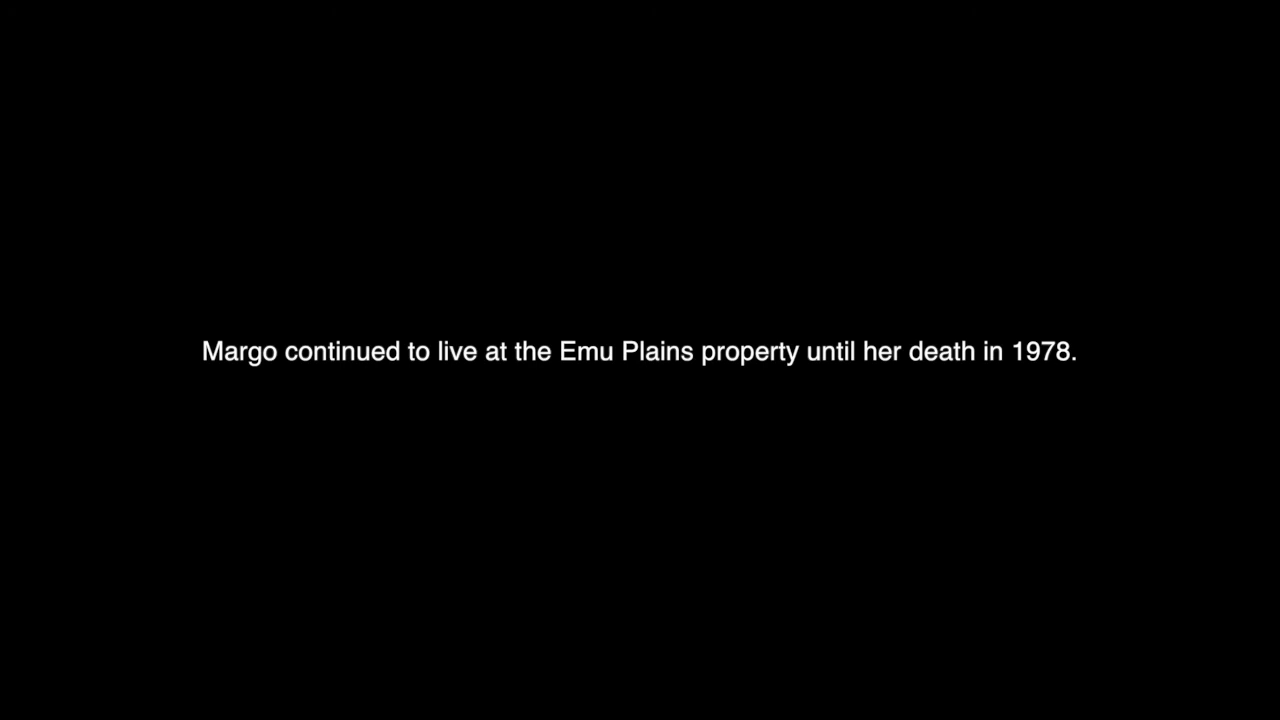 Margo continued to live at the Emu Plains property until her death in 1978.